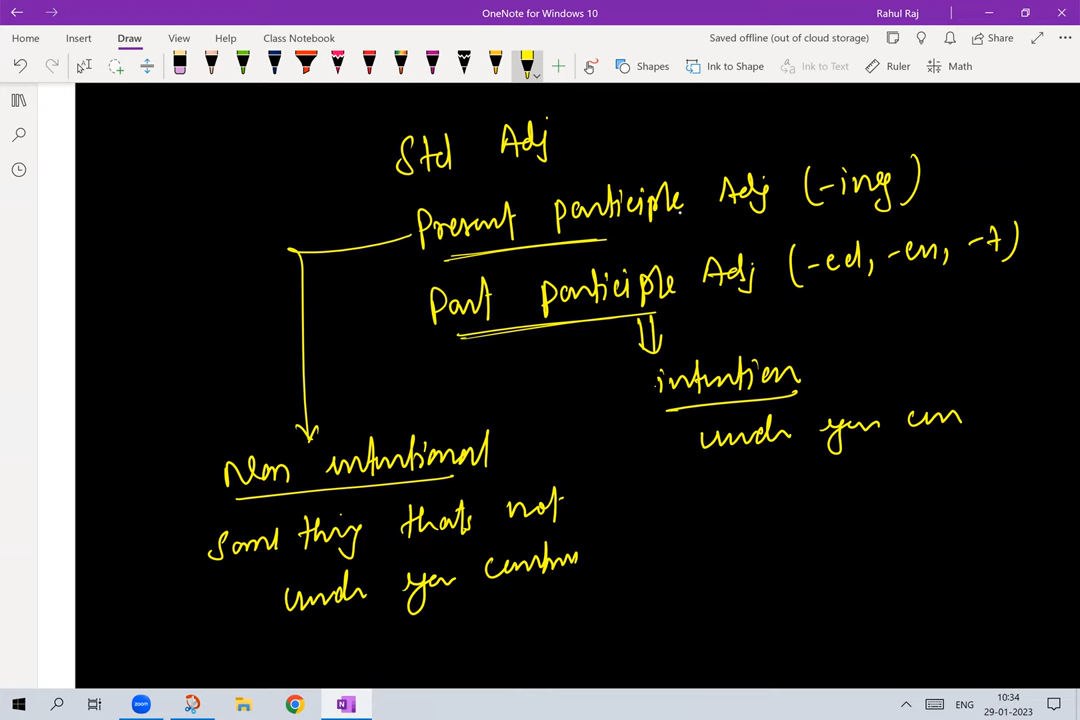 OneNote for Windows 10
Rahul Raj
Home Insert Draw View Help Class Notebook
Saved offline (out of cloud storage)
Share
Shapes
Ink to Shape
Ink to Text
Ruler
Math
Std Adj
Present participle Adj (-ing)
Past participle Adj (-ed, -en, -t)
intention
under your con
Non intentional
Something thats not
under your control
ENG
10:34
29-01-2023